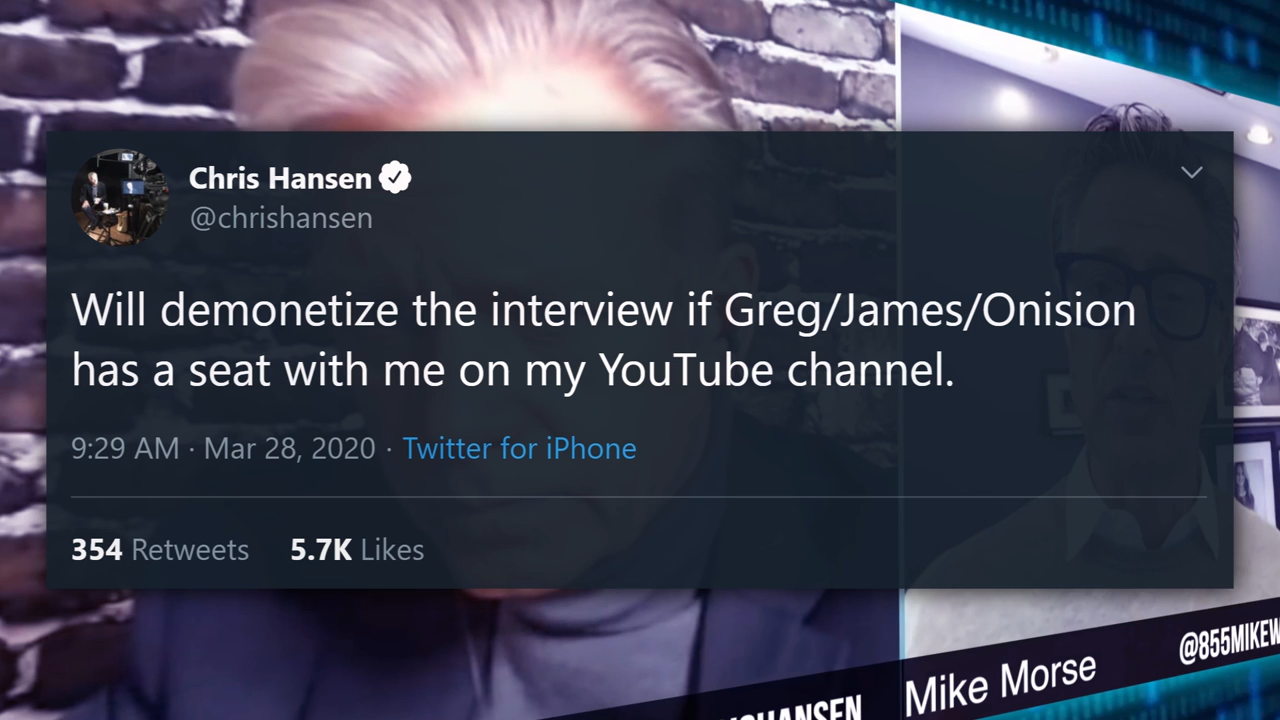 Chris Hansen
@chrishansen
Will demonetize the interview if Greg/James/Onision
has a seat with me on my YouTube channel.
9:29 AM · Mar 28, 2020 · Twitter for iPhone
354 Retweets 5.7K Likes
Mike Morse